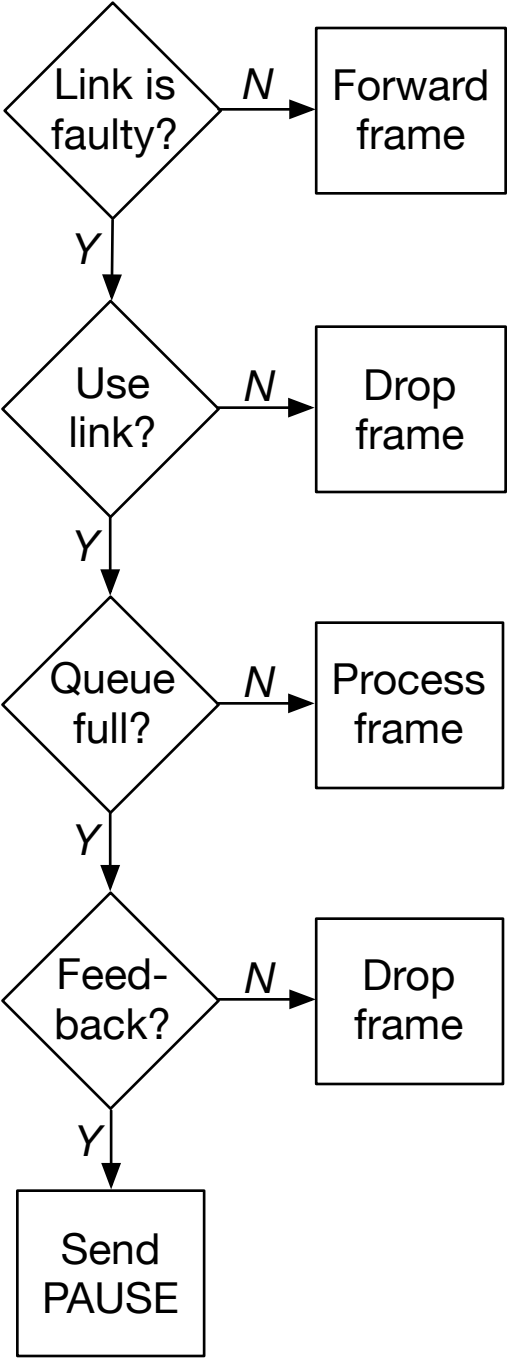 Link is
faulty?
N
Forward
frame
Y
Use
link?
N
Drop
frame
Y
Queue
full?
N
Process
frame
Y
Feed-
back?
N
Drop
frame
Y
Send
PAUSE